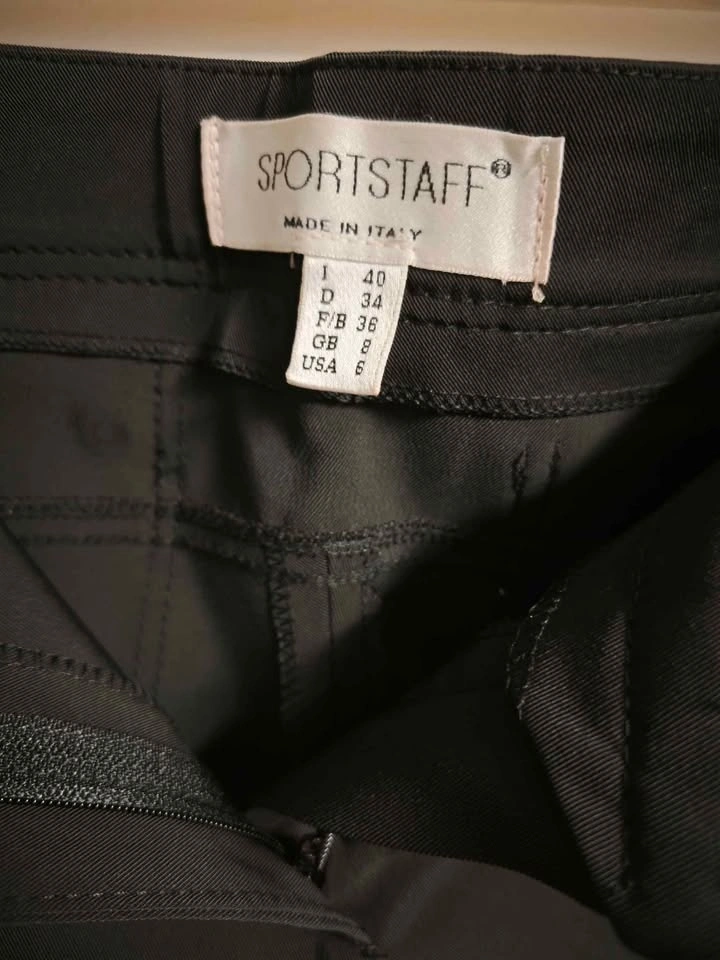 SPORTSTAFF®
MADE IN ITALY
I 40
D 34
F/B 36
GB 8
USA 6